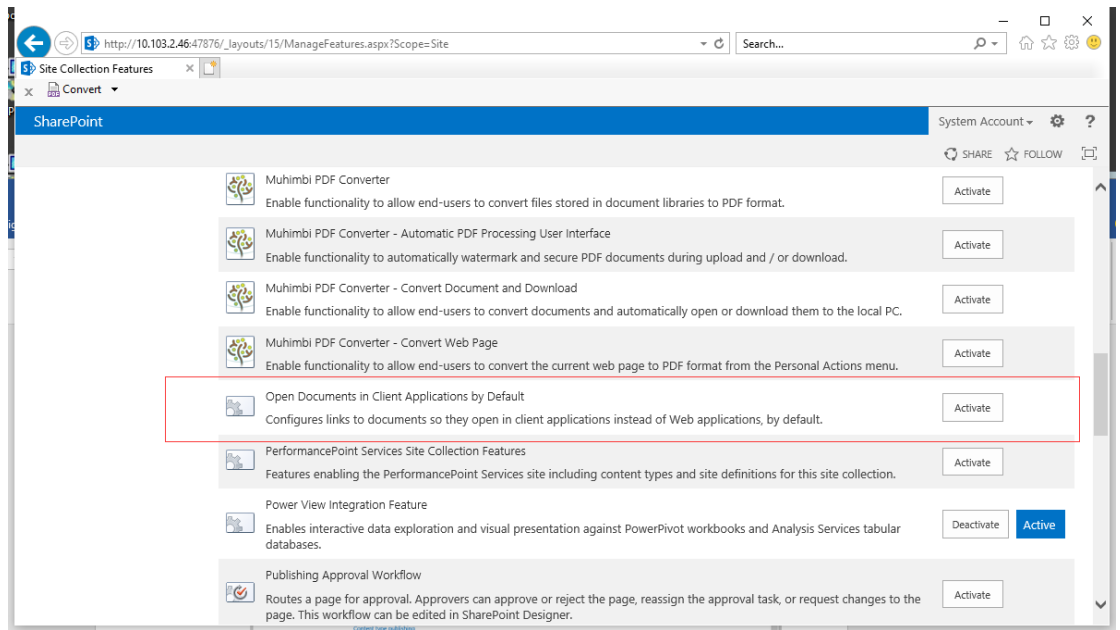 http://10.103.2.46:47876/_layouts/15/ManageFeatures.aspx?Scope=Site
Search...
Site Collection Features
x Convert
SharePoint
System Account
?
SHARE FOLLOW
Muhimbi PDF Converter
Enable functionality to allow end-users to convert files stored in document libraries to PDF format.
Activate
Muhimbi PDF Converter - Automatic PDF Processing User Interface
Enable functionality to automatically watermark and secure PDF documents during upload and / or download.
Activate
Muhimbi PDF Converter - Convert Document and Download
Enable functionality to allow end-users to convert documents and automatically open or download them to the local PC.
Activate
Muhimbi PDF Converter - Convert Web Page
Enable functionality to allow end-users to convert the current web page to PDF format from the Personal Actions menu.
Activate
Open Documents in Client Applications by Default
Configures links to documents so they open in client applications instead of Web applications, by default.
Activate
PerformancePoint Services Site Collection Features
Features enabling the PerformancePoint Services site including content types and site definitions for this site collection.
Activate
Power View Integration Feature
Enables interactive data exploration and visual presentation against PowerPivot workbooks and Analysis Services tabular
databases.
Deactivate Active
Publishing Approval Workflow
Routes a page for approval. Approvers can approve or reject the page, reassign the approval task, or request changes to the
page. This workflow can be edited in SharePoint Designer.
Activate